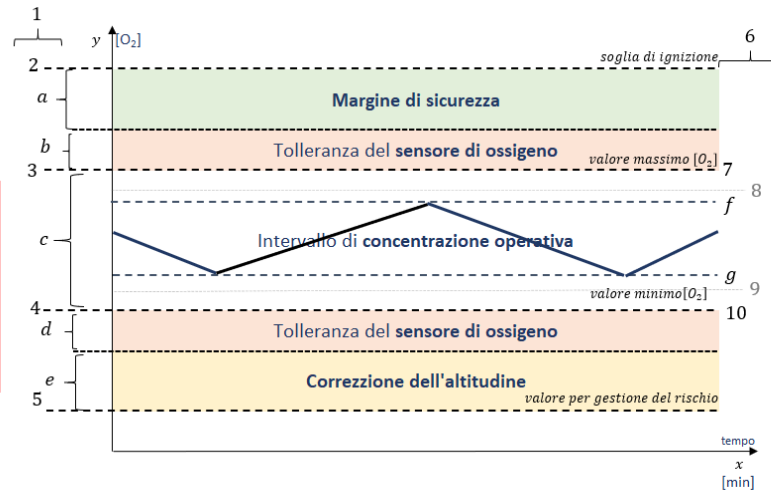 1
y [O₂]
6
2
soglia di ignizione
a
Margine di sicurezza
b
Tolleranza del sensore di ossigeno
valore massimo [O₂]
3
7
8
f
c
Intervallo di concentrazione operativa
g
9
valore minimo[O₂]
4
10
d
Tolleranza del sensore di ossigeno
e
Correzzione dell'altitudine
valore per gestione del rischio
5
tempo
x
[min]